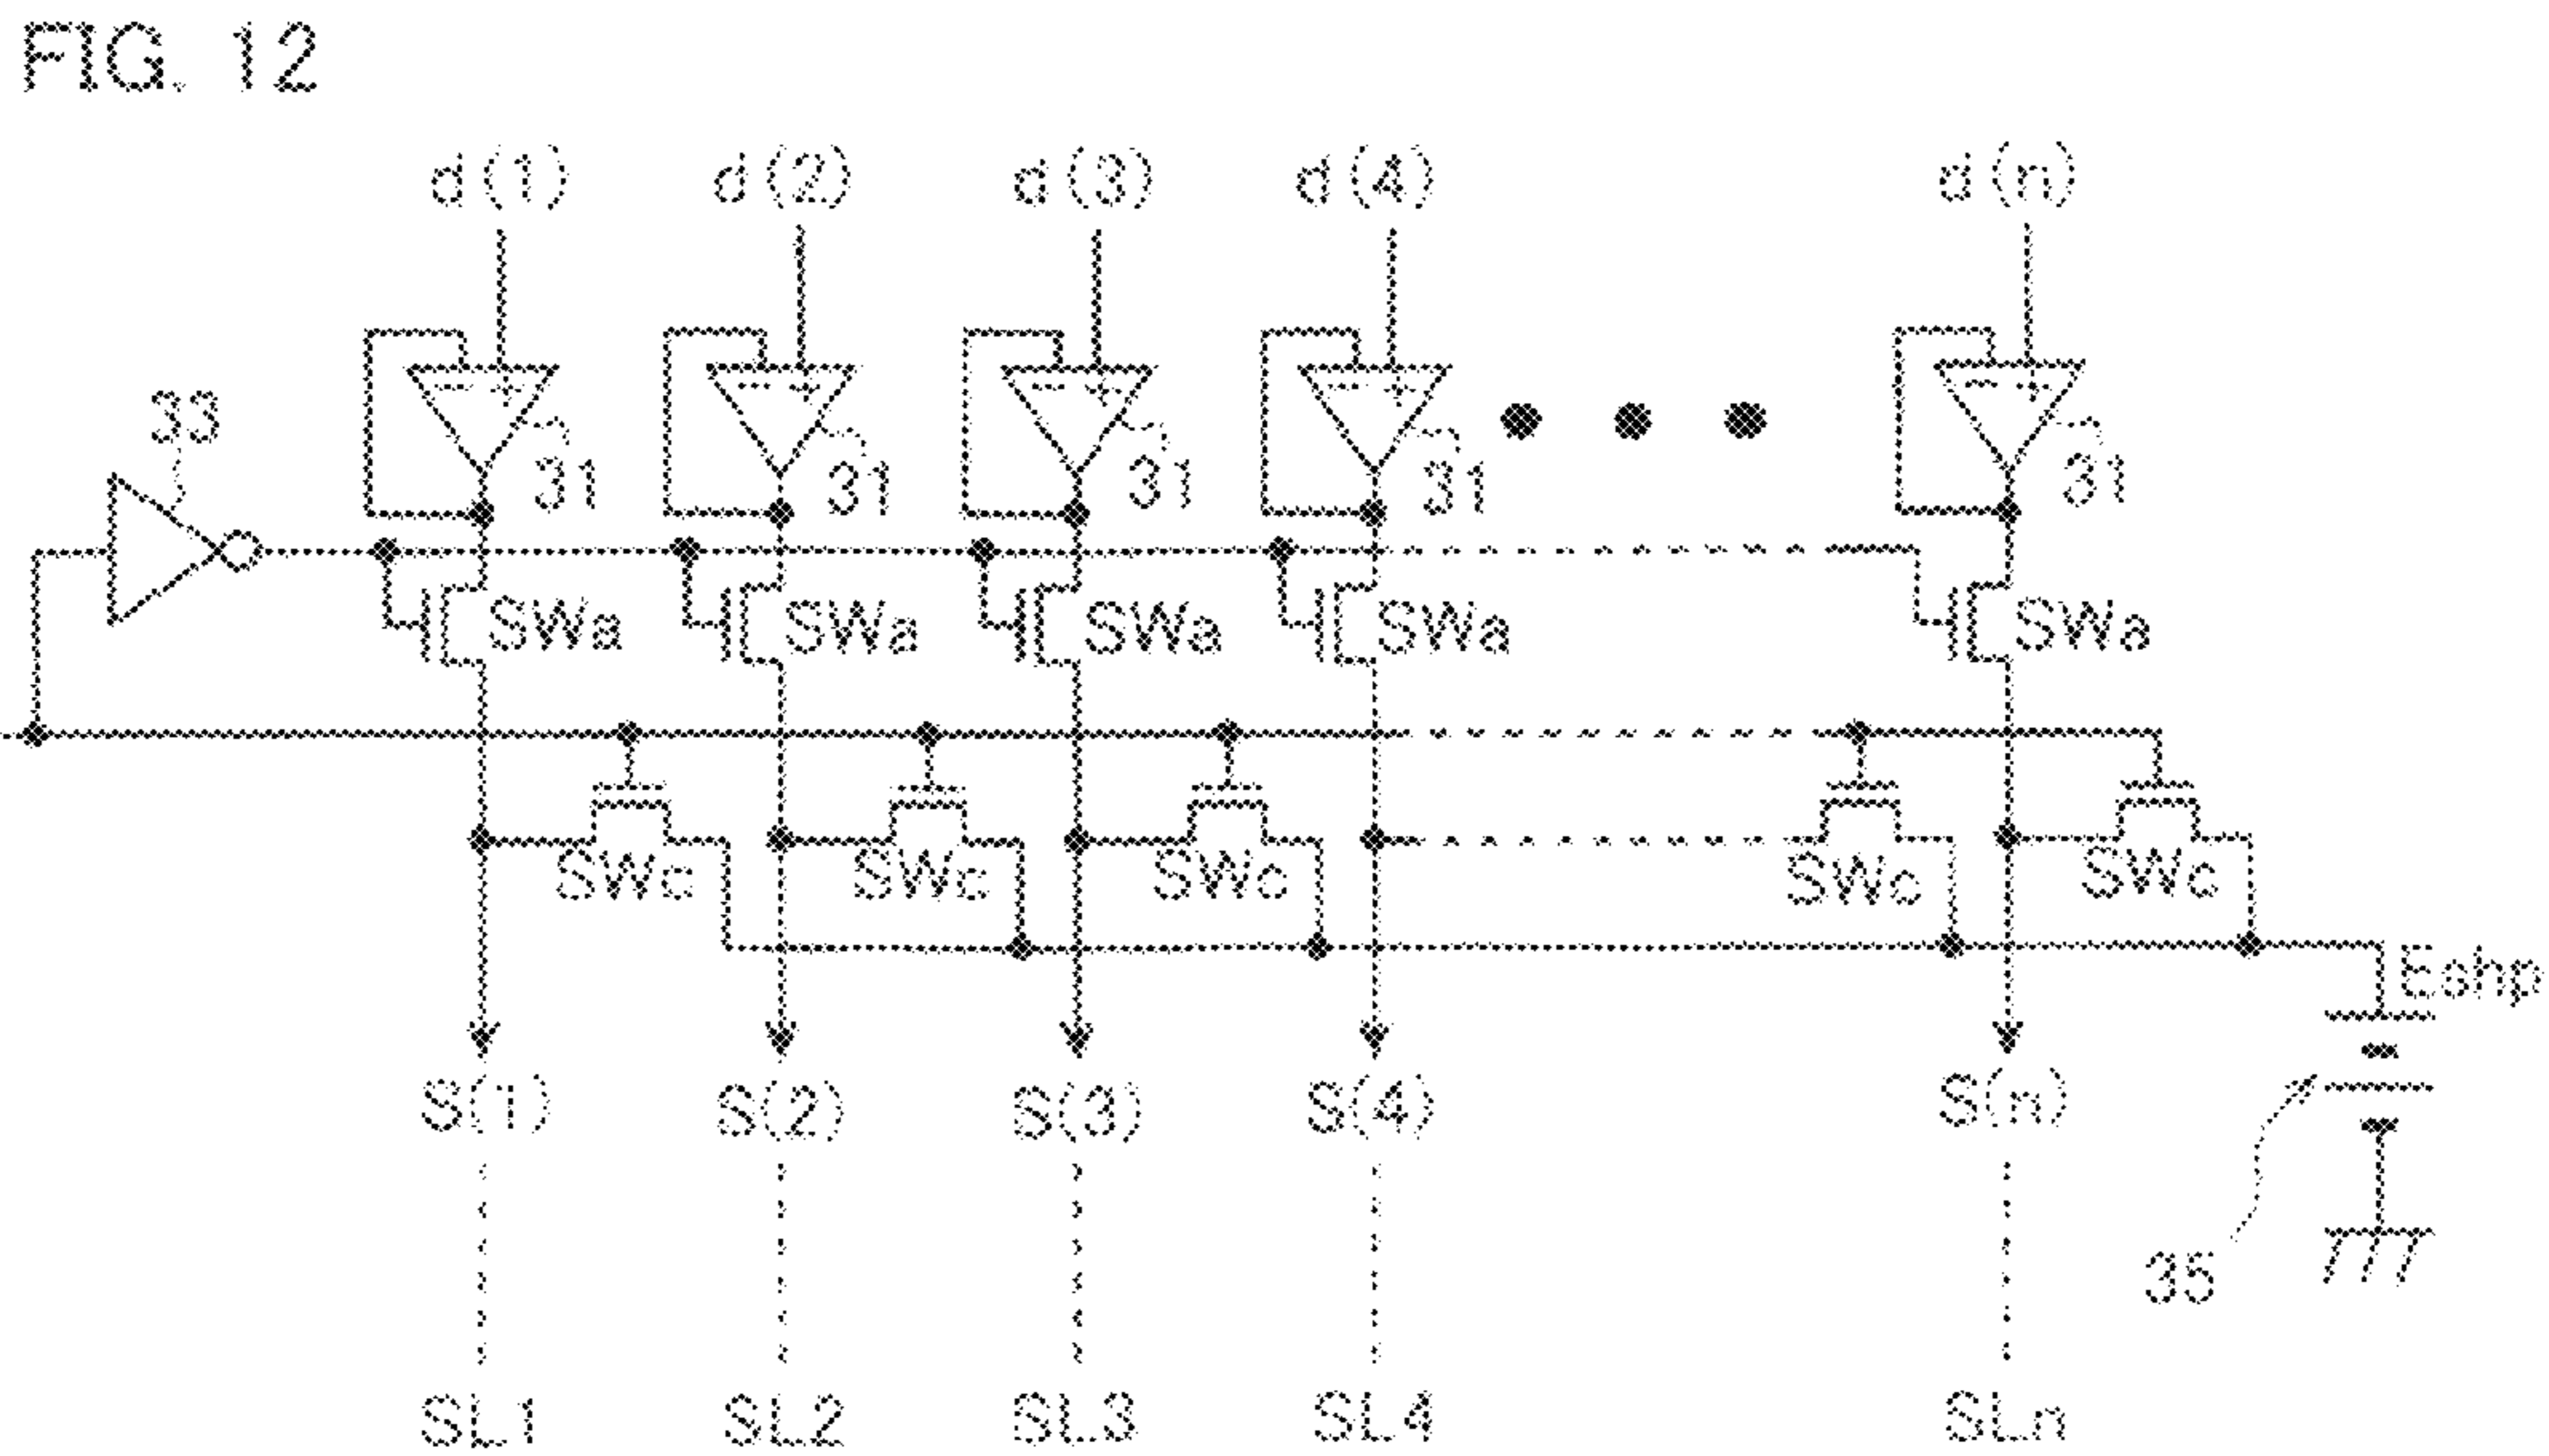 FIG. 12
d(1) d(2) d(3) d(4) d(n)
33
31 31 31 31 31
SWa SWa SWa SWa SWa
SWc SWc SWc SWc SWc
Eshp
S(1) S(2) S(3) S(4) S(n)
35
SL1 SL2 SL3 SL4 SLn